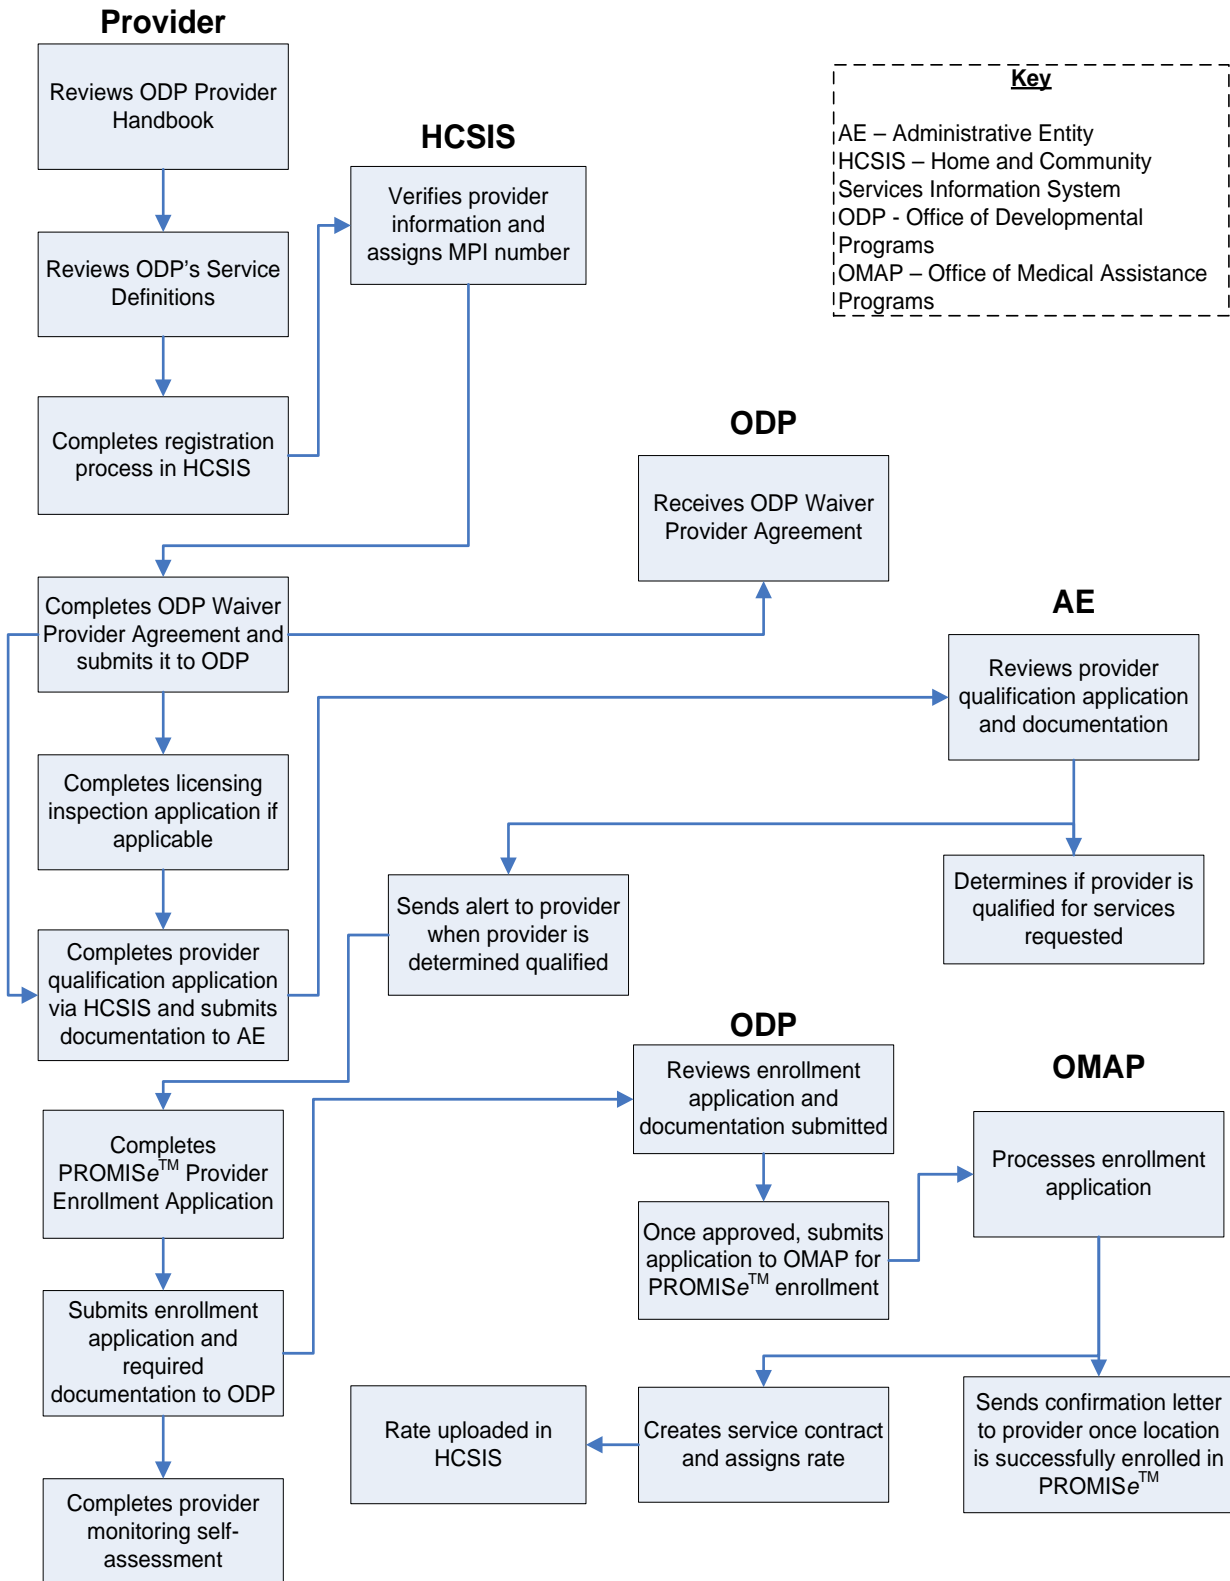 Provider
Reviews ODP Provider
Handbook
Reviews ODP's Service
Definitions
Completes registration
process in HCSIS
HCSIS
Verifies provider
information and
assigns MPI number
Key
AE – Administrative Entity
HCSIS – Home and Community
Services Information System
ODP - Office of Developmental
Programs
OMAP – Office of Medical Assistance
Programs
Completes ODP Waiver
Provider Agreement and
submits it to ODP
ODP
Receives ODP Waiver
Provider Agreement
Completes licensing
inspection application if
applicable
Completes provider
qualification application
via HCSIS and submits
documentation to AE
AE
Reviews provider
qualification application
and documentation
Determines if provider is
qualified for services
requested
Sends alert to provider
when provider is
determined qualified
Completes
PROMISe™ Provider
Enrollment Application
Submits enrollment
application and
required
documentation to ODP
Completes provider
monitoring self-
assessment
ODP
Reviews enrollment
application and
documentation submitted
Once approved, submits
application to OMAP for
PROMISe™ enrollment
OMAP
Processes enrollment
application
Sends confirmation letter
to provider once location
is successfully enrolled in
PROMISe™
Creates service contract
and assigns rate
Rate uploaded in
HCSIS